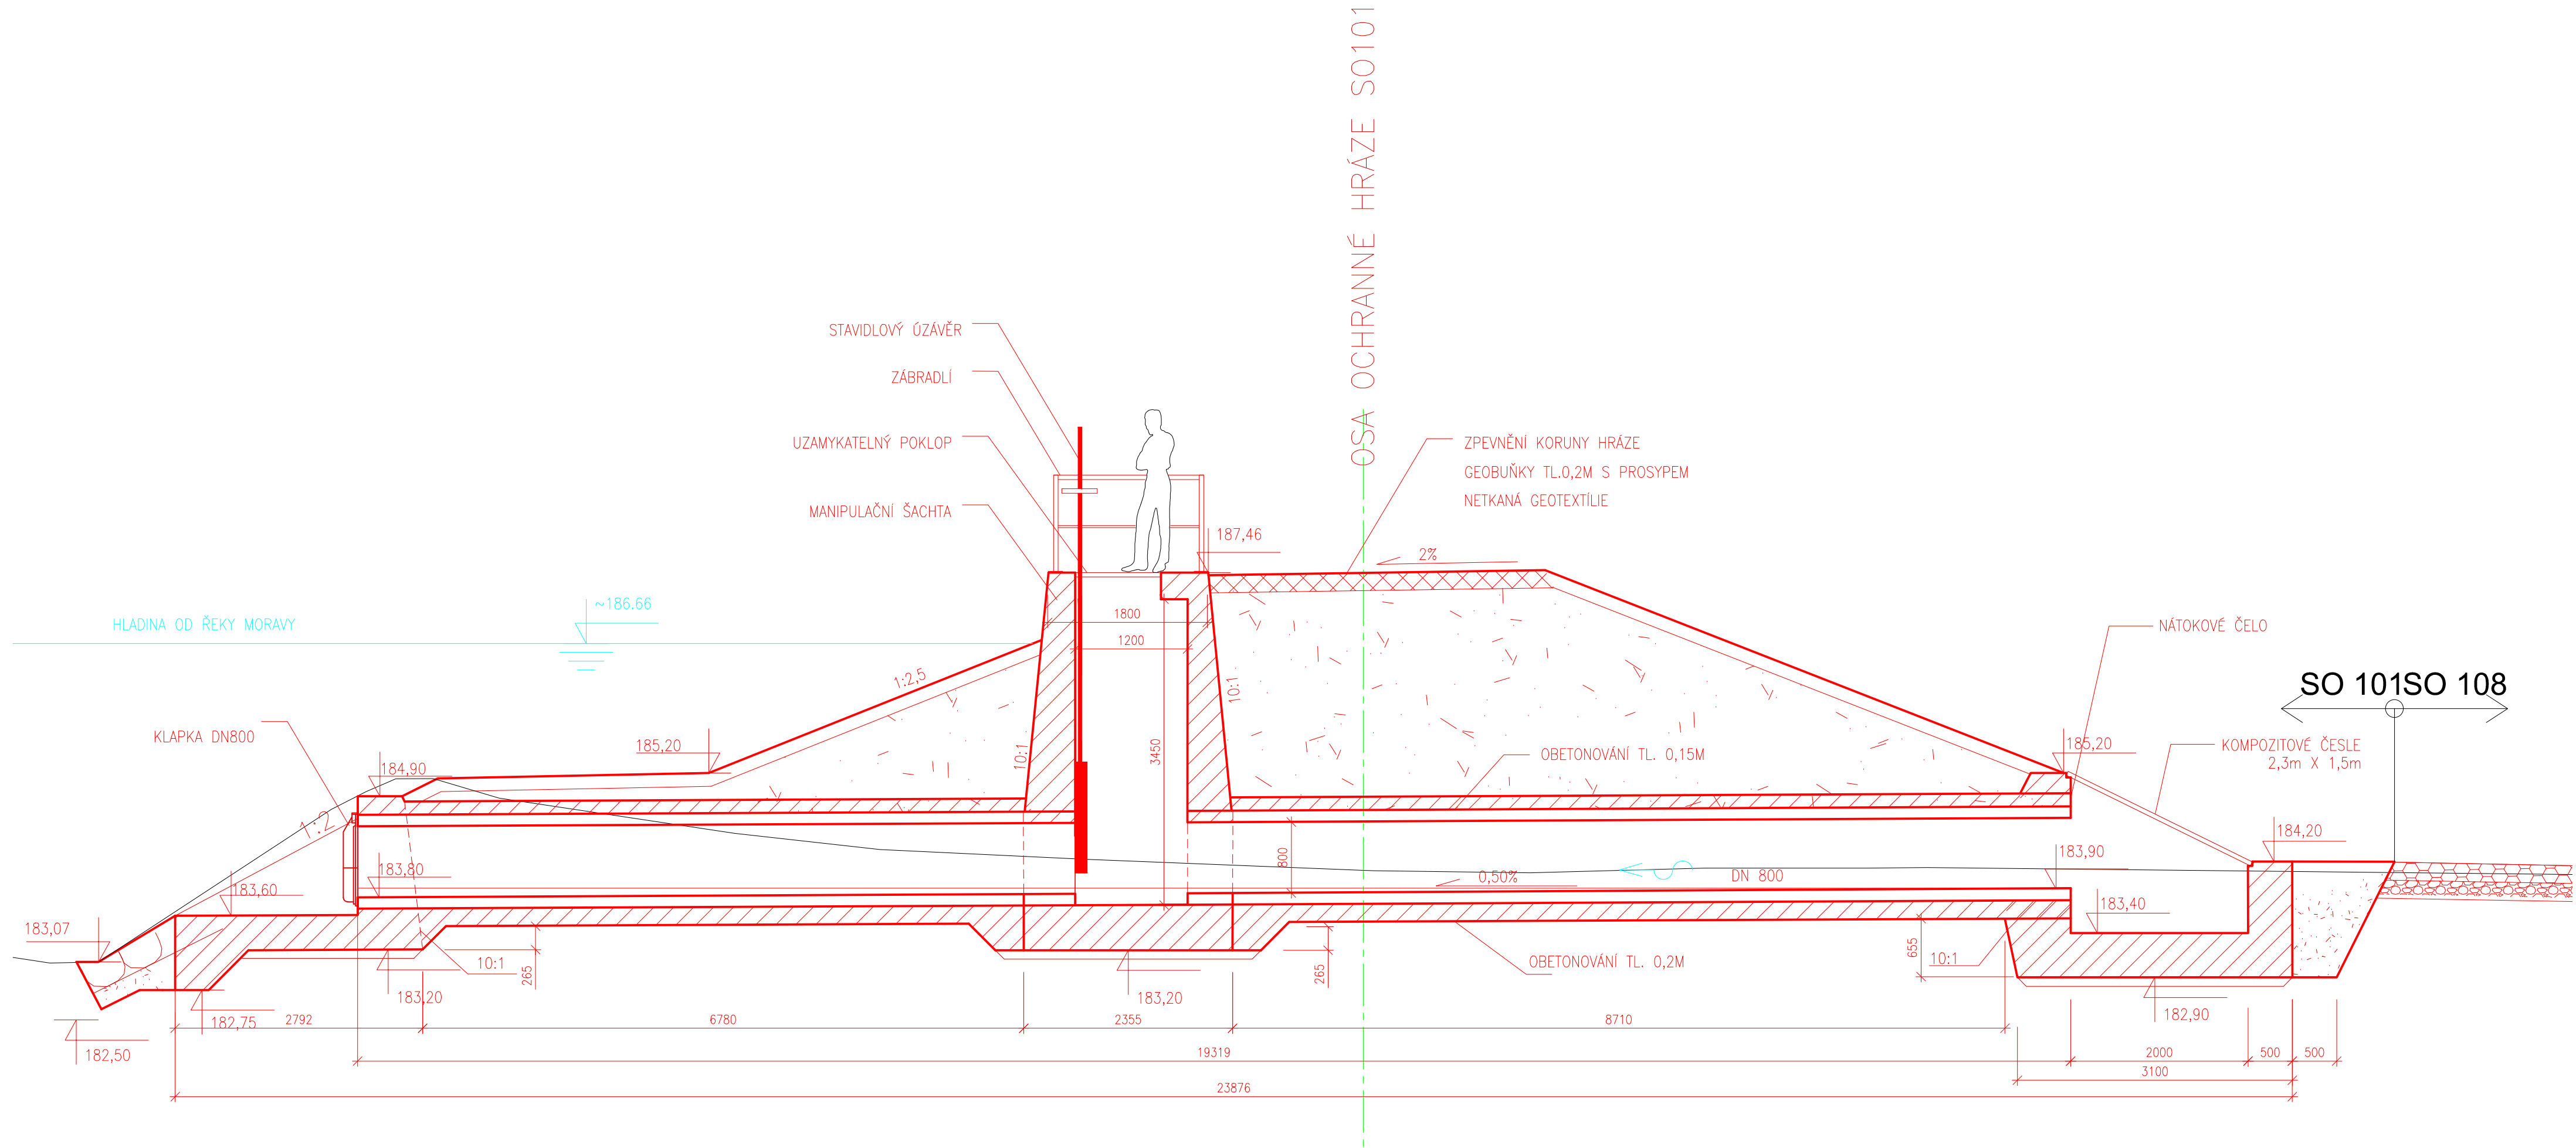 OSA OCHRANNÉ HRÁZE SO101
STAVIDLOVÝ ÚZÁVĚR
ZÁBRADLÍ
UZAMYKATELNÝ POKLOP
MANIPULAČNÍ ŠACHTA
ZPEVNĚNÍ KORUNY HRÁZE
GEOBUŇKY TL.0,2M S PROSYPEM
NETKANÁ GEOTEXTÍLIE
187,46
2%
HLADINA OD ŘEKY MORAVY
~186,66
1800
1200
NÁTOKOVÉ ČELO
SO 101
SO 108
1:2,5
10:1
10:1
3450
KLAPKA DN800
185,20
184,90
OBETONOVÁNÍ TL. 0,15M
185,20
KOMPOZITOVÉ ČESLE
2,3m X 1,5m
1:2
184,20
183,80
800
0,50%
DN 800
183,90
183,60
183,40
183,07
10:1
265
183,20
183,20
265
OBETONOVÁNÍ TL. 0,2M
655
10:1
182,75
182,90
182,50
2792
6780
2355
8710
19319
2000
500
500
3100
23876